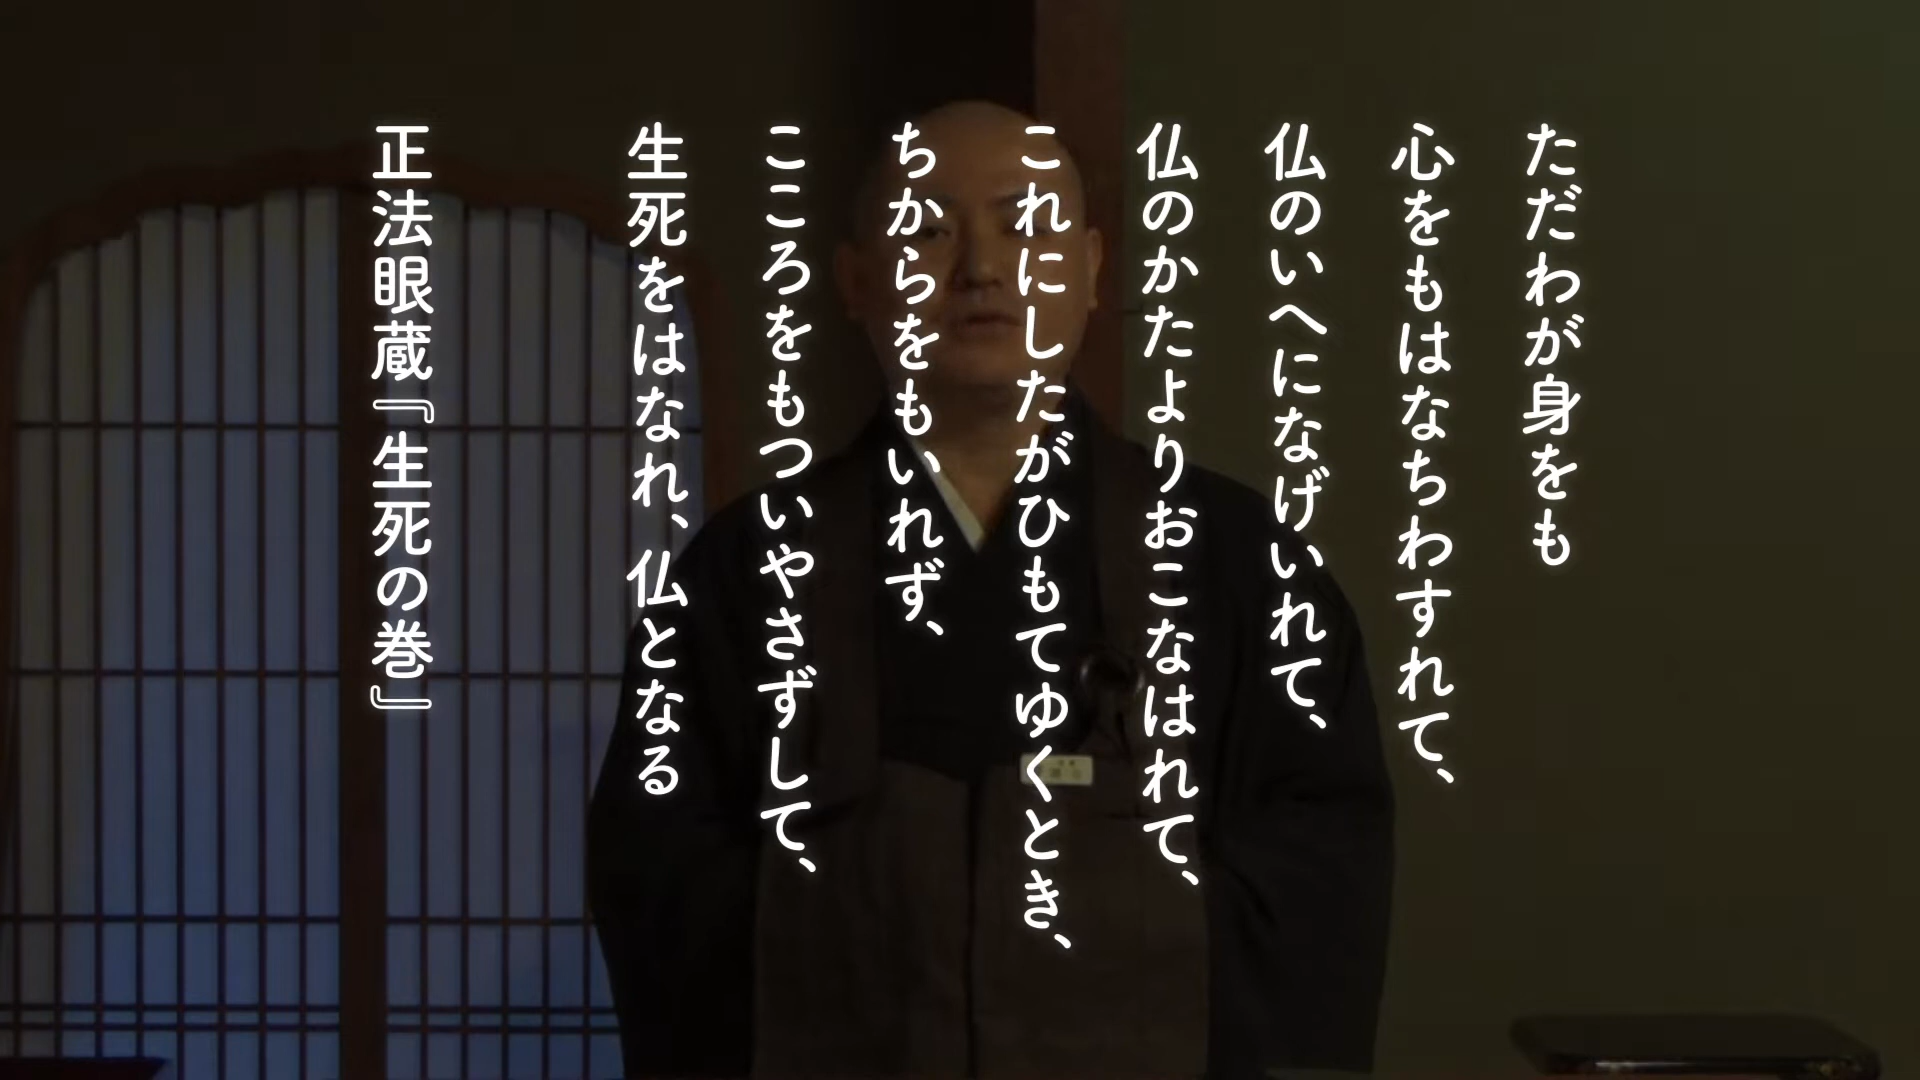 ただわが身をも
心をもはなちわすれて、
仏のいへになげいれて、
仏のかたよりおこなはれて、
これにしたがひもてゆくとき、
ちからをもいれず、
こころをもついやさずして、
生死をはなれ、仏となる
正法眼蔵『生死の巻』